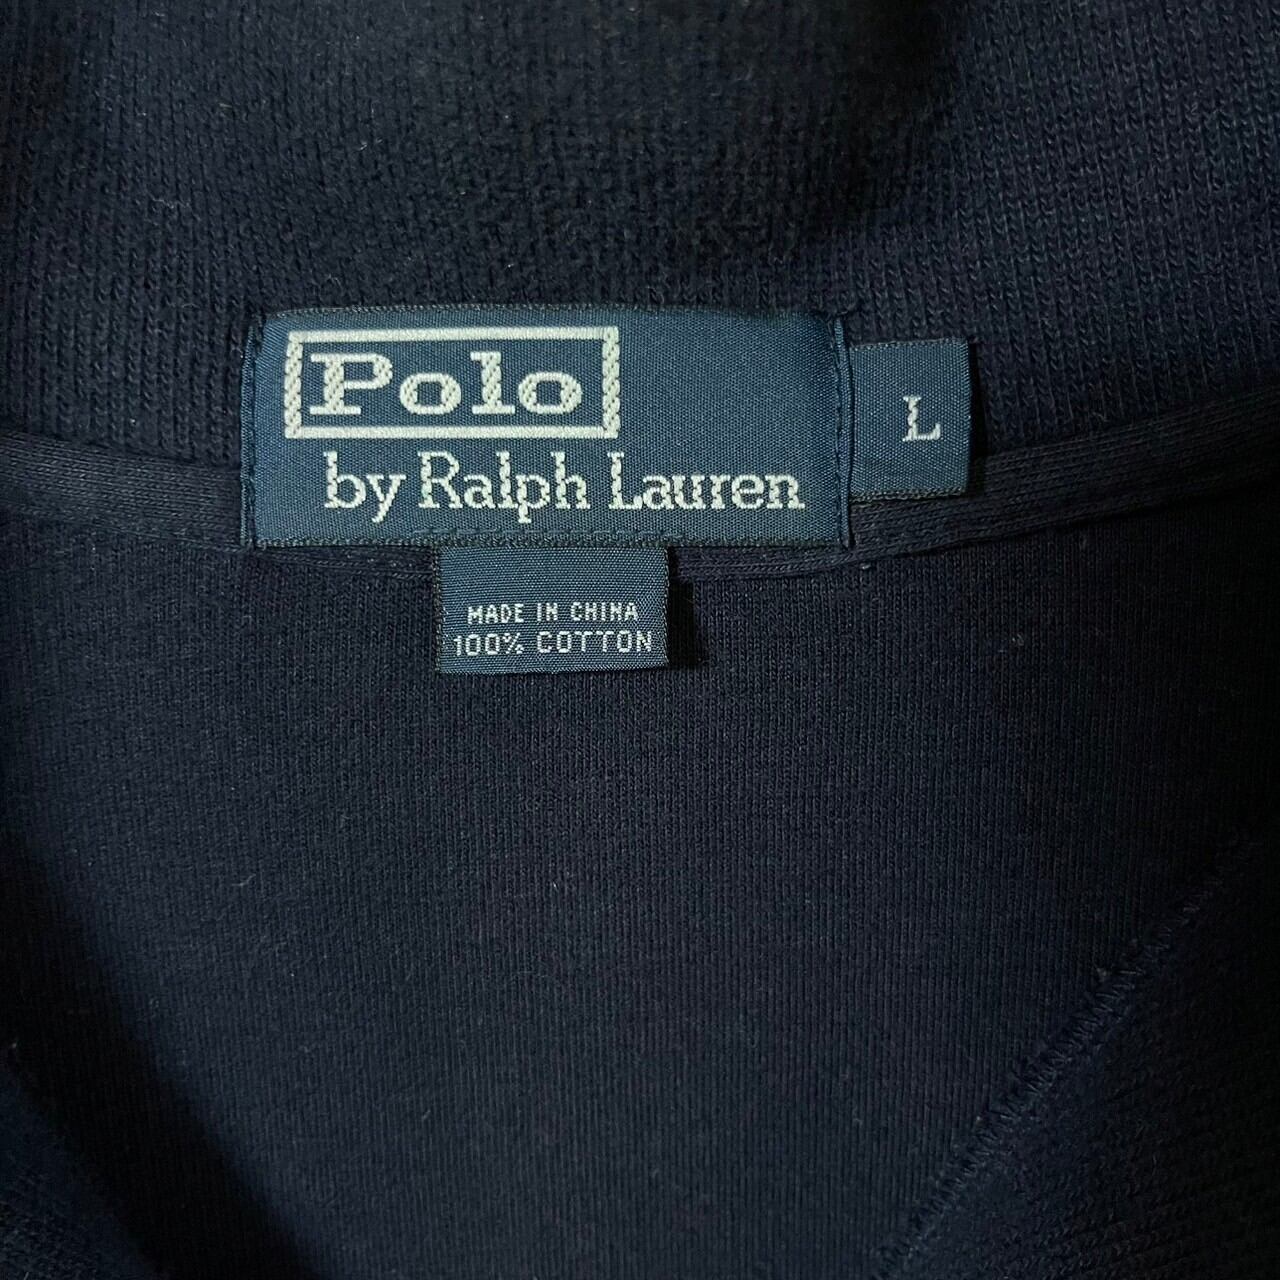 Polo
by Ralph Lauren
L
MADE IN CHINA
100% COTTON